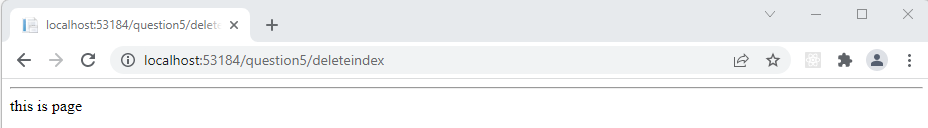 localhost:53184/question5/delete
localhost:53184/question5/deleteindex
this is page